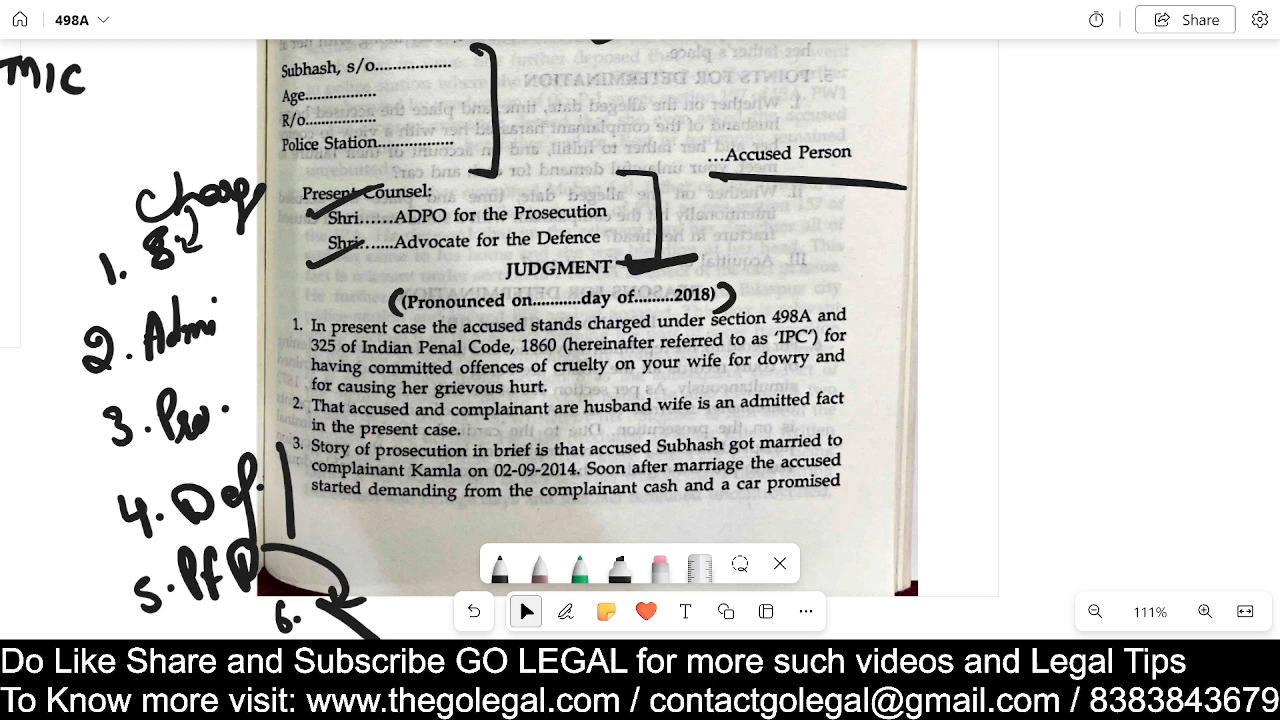 498A
Share
MIC
Subhash, s/o.................
Age...............
R/o...............
Police Station................
...Accused Person
Present Counsel:
Shri......ADPO for the Prosecution
Shri.......Advocate for the Defence
JUDGMENT
(Pronounced on...........day of.........2018)
1. In present case the accused stands charged under section 498A and
325 of Indian Penal Code, 1860 (hereinafter referred to as ‘IPC’) for
having committed offences of cruelty on your wife for dowry and
for causing her grievous hurt.
2. That accused and complainant are husband wife is an admitted fact
in the present case.
3. Story of prosecution in brief is that accused Subhash got married to
complainant Kamla on 02-09-2014. Soon after marriage the accused
started demanding from the complainant cash and a car promised
Charge
1.
2. Admi
3. Pro.
4. Def.
5. PfD
6.
111%
Do Like Share and Subscribe GO LEGAL for more such videos and Legal Tips
To Know more visit: www.thegolegal.com / contactgolegal@gmail.com / 8383843679